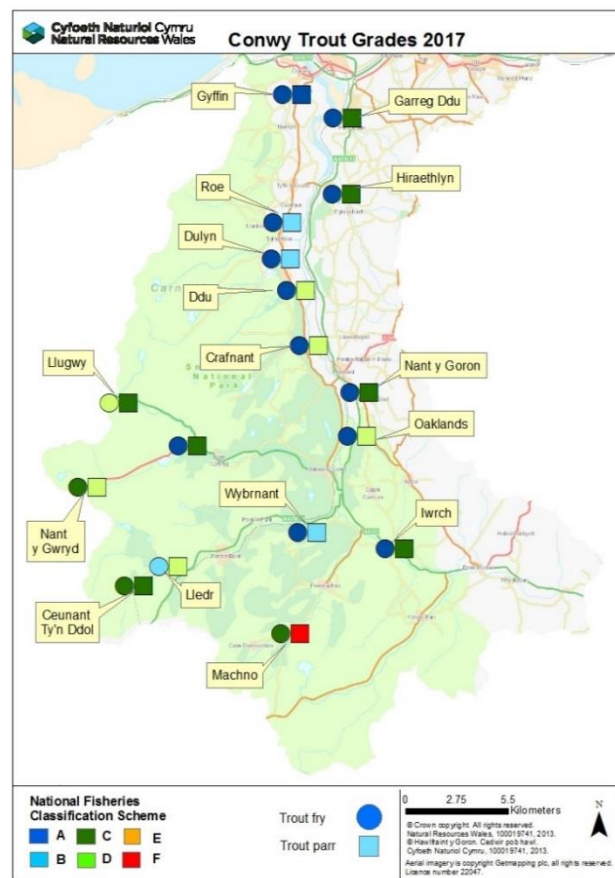 Cyfoeth Naturiol Cymru
Natural Resources Wales
Conwy Trout Grades 2017
Gyffin
Garreg Ddu
Roe
Hiraethlyn
Dulyn
Ddu
Crafnant
Llugwy
Nant y Goron
Oaklands
Wybrnant
Iwrch
Nant
y Gwryd
Ceunant
Ty'n Ddol
Lledr
Machno
National Fisheries
Classification Scheme
A C E
B D F
Trout fry
Trout parr
0 2.75 5.5
Kilometers
N
© Crown copyright. All rights reserved.
Natural Resources Wales, 100019741, 2013.
© Hawlfraint y Goron. Cedwir pob hawl.
Cyfoeth Naturiol Cymru, 100019741, 2013.
Aerial imagery is copyright Getmapping plc, all rights reserved.
Licence number 22047.